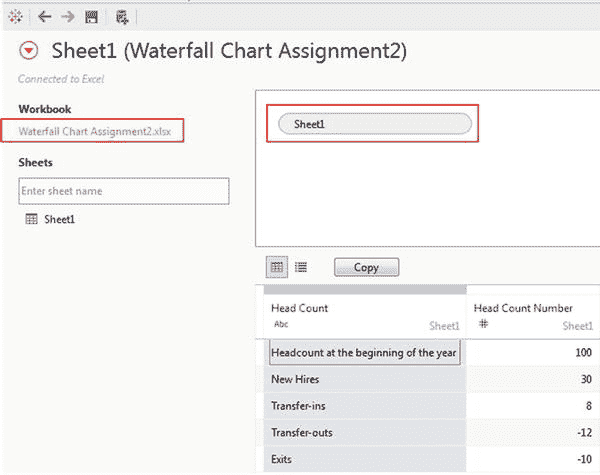 Sheet1 (Waterfall Chart Assignment2)
Connected to Excel
Workbook
Waterfall Chart Assignment2.xlsx
Sheets
Enter sheet name
Sheet1
Sheet1
Copy
Head Count Head Count Number
Abc Sheet1 # Sheet1
Headcount at the beginning of the year 100
New Hires 30
Transfer-ins 8
Transfer-outs -12
Exits -10